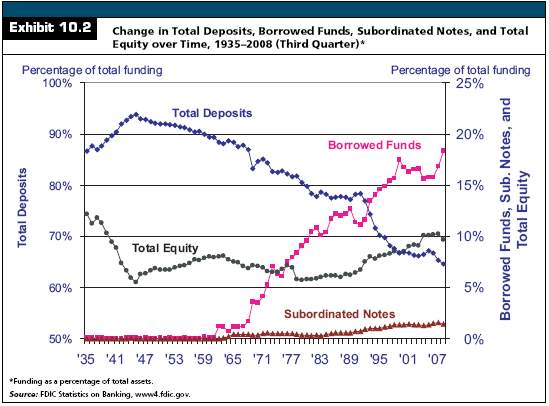 Exhibit 10.2
Change in Total Deposits, Borrowed Funds, Subordinated Notes, and Total
Equity over Time, 1935–2008 (Third Quarter)*
Percentage of total funding
Percentage of total funding
100%
90%
80%
70%
60%
50%
Total Deposits
Total Deposits
Borrowed Funds
Total Equity
Subordinated Notes
25%
20%
15%
10%
5%
0%
Borrowed Funds, Sub. Notes, and
Total Equity
'35 '41 '47 '53 '59 '65 '71 '77 '83 '89 '95 '01 '07
*Funding as a percentage of total assets.
Source: FDIC Statistics on Banking, www4.fdic.gov.